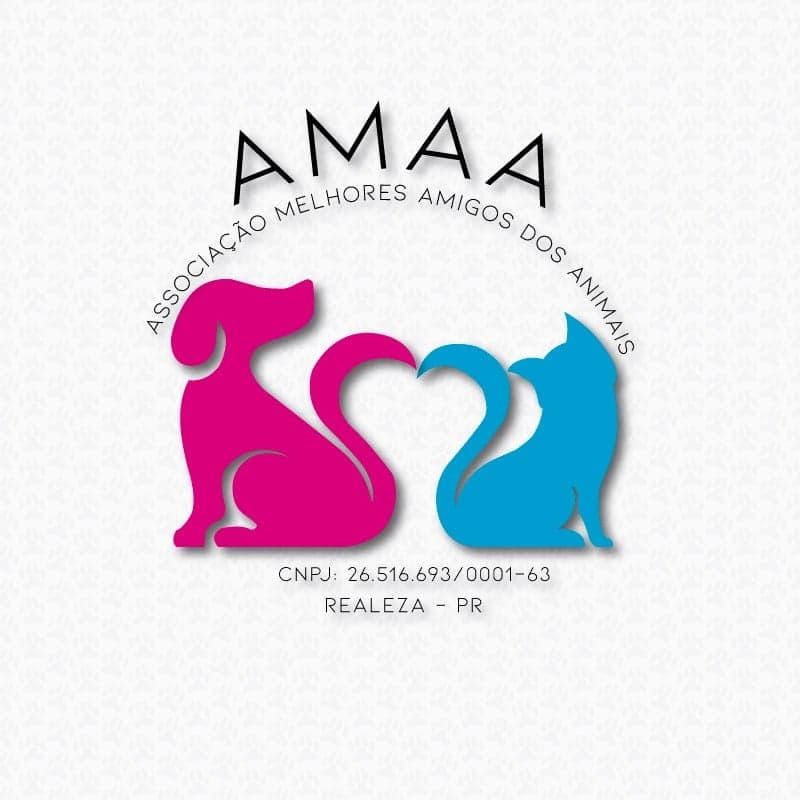 AMAA
ASSOCIAÇÃO MELHORES AMIGOS DOS ANIMAIS
CNPJ: 26.516.693/0001-63
REALEZA - PR